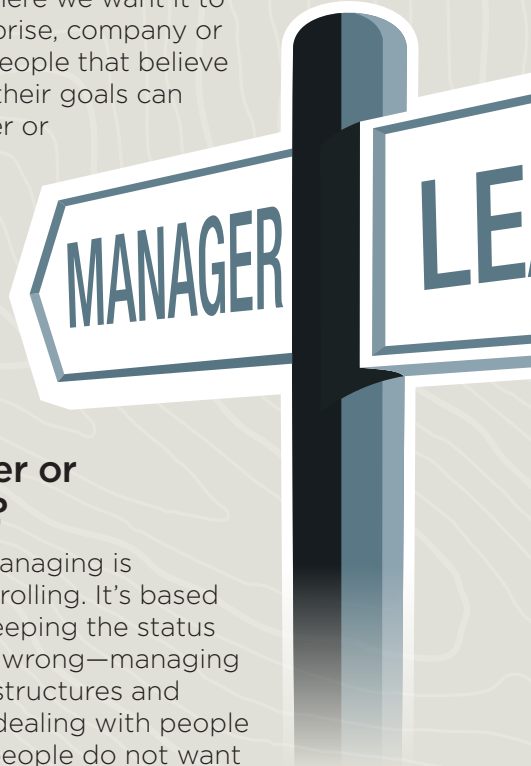 here we want it to
prise, company or
eople that believe
their goals can
er or
MANAGER
LEA
er or
?
anaging is
rolling. It's based
eeping the status
wrong—managing
structures and
dealing with people
eople do not want